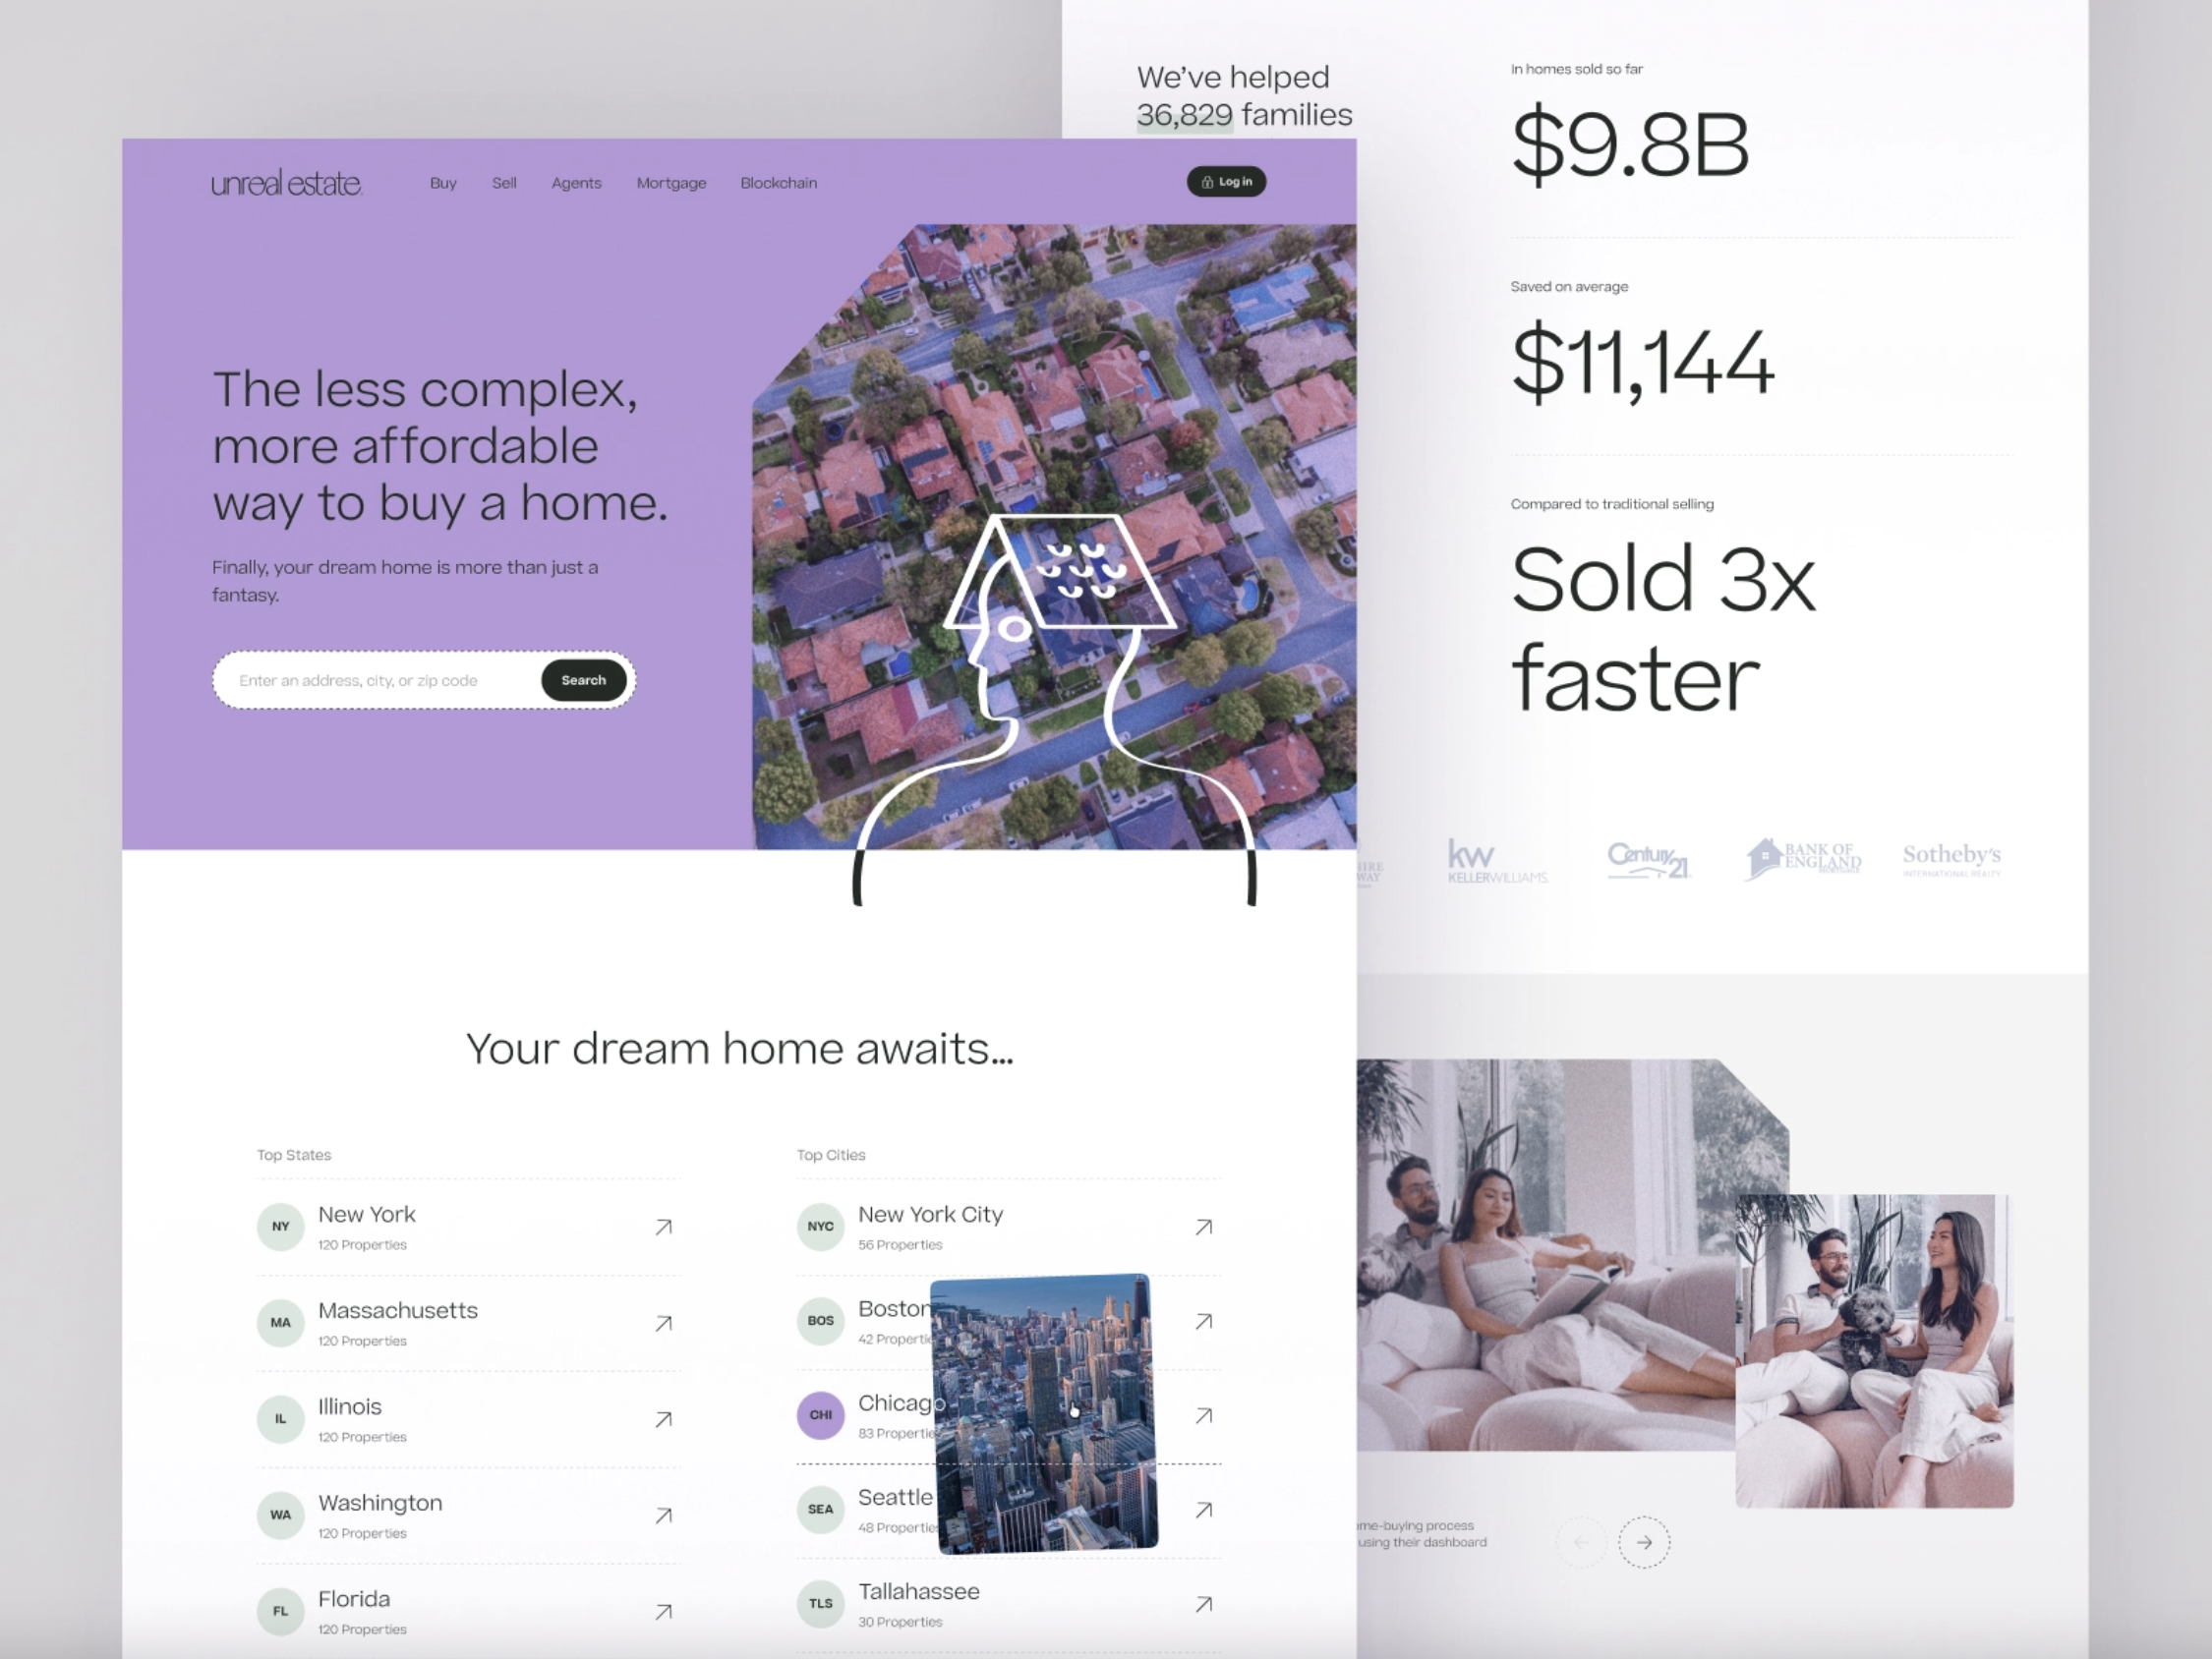 We've helped
36,829 families
In homes sold so far
$9.8B
Saved on average
$11,144
Compared to traditional selling
Sold 3x
faster
unreal estate
Buy
Sell
Agents
Mortgage
Blockchain
Log in
The less complex,
more affordable
way to buy a home.
Finally, your dream home is more than just a
fantasy.
Enter an address, city, or zip code
Search
kw
KELLERWILLIAMS.
Century 21
BANK OF
ENGLAND
MORTGAGE
Sotheby's
INTERNATIONAL REALTY
Your dream home awaits...
Top States
NY
New York
120 Properties
MA
Massachusetts
120 Properties
IL
Illinois
120 Properties
WA
Washington
120 Properties
FL
Florida
120 Properties
Top Cities
NYC
New York City
56 Properties
BOS
Boston
42 Propertie
CHI
Chicago
83 Propertie
SEA
Seattle
48 Propertie
TLS
Tallahassee
30 Properties
me-buying process
using their dashboard